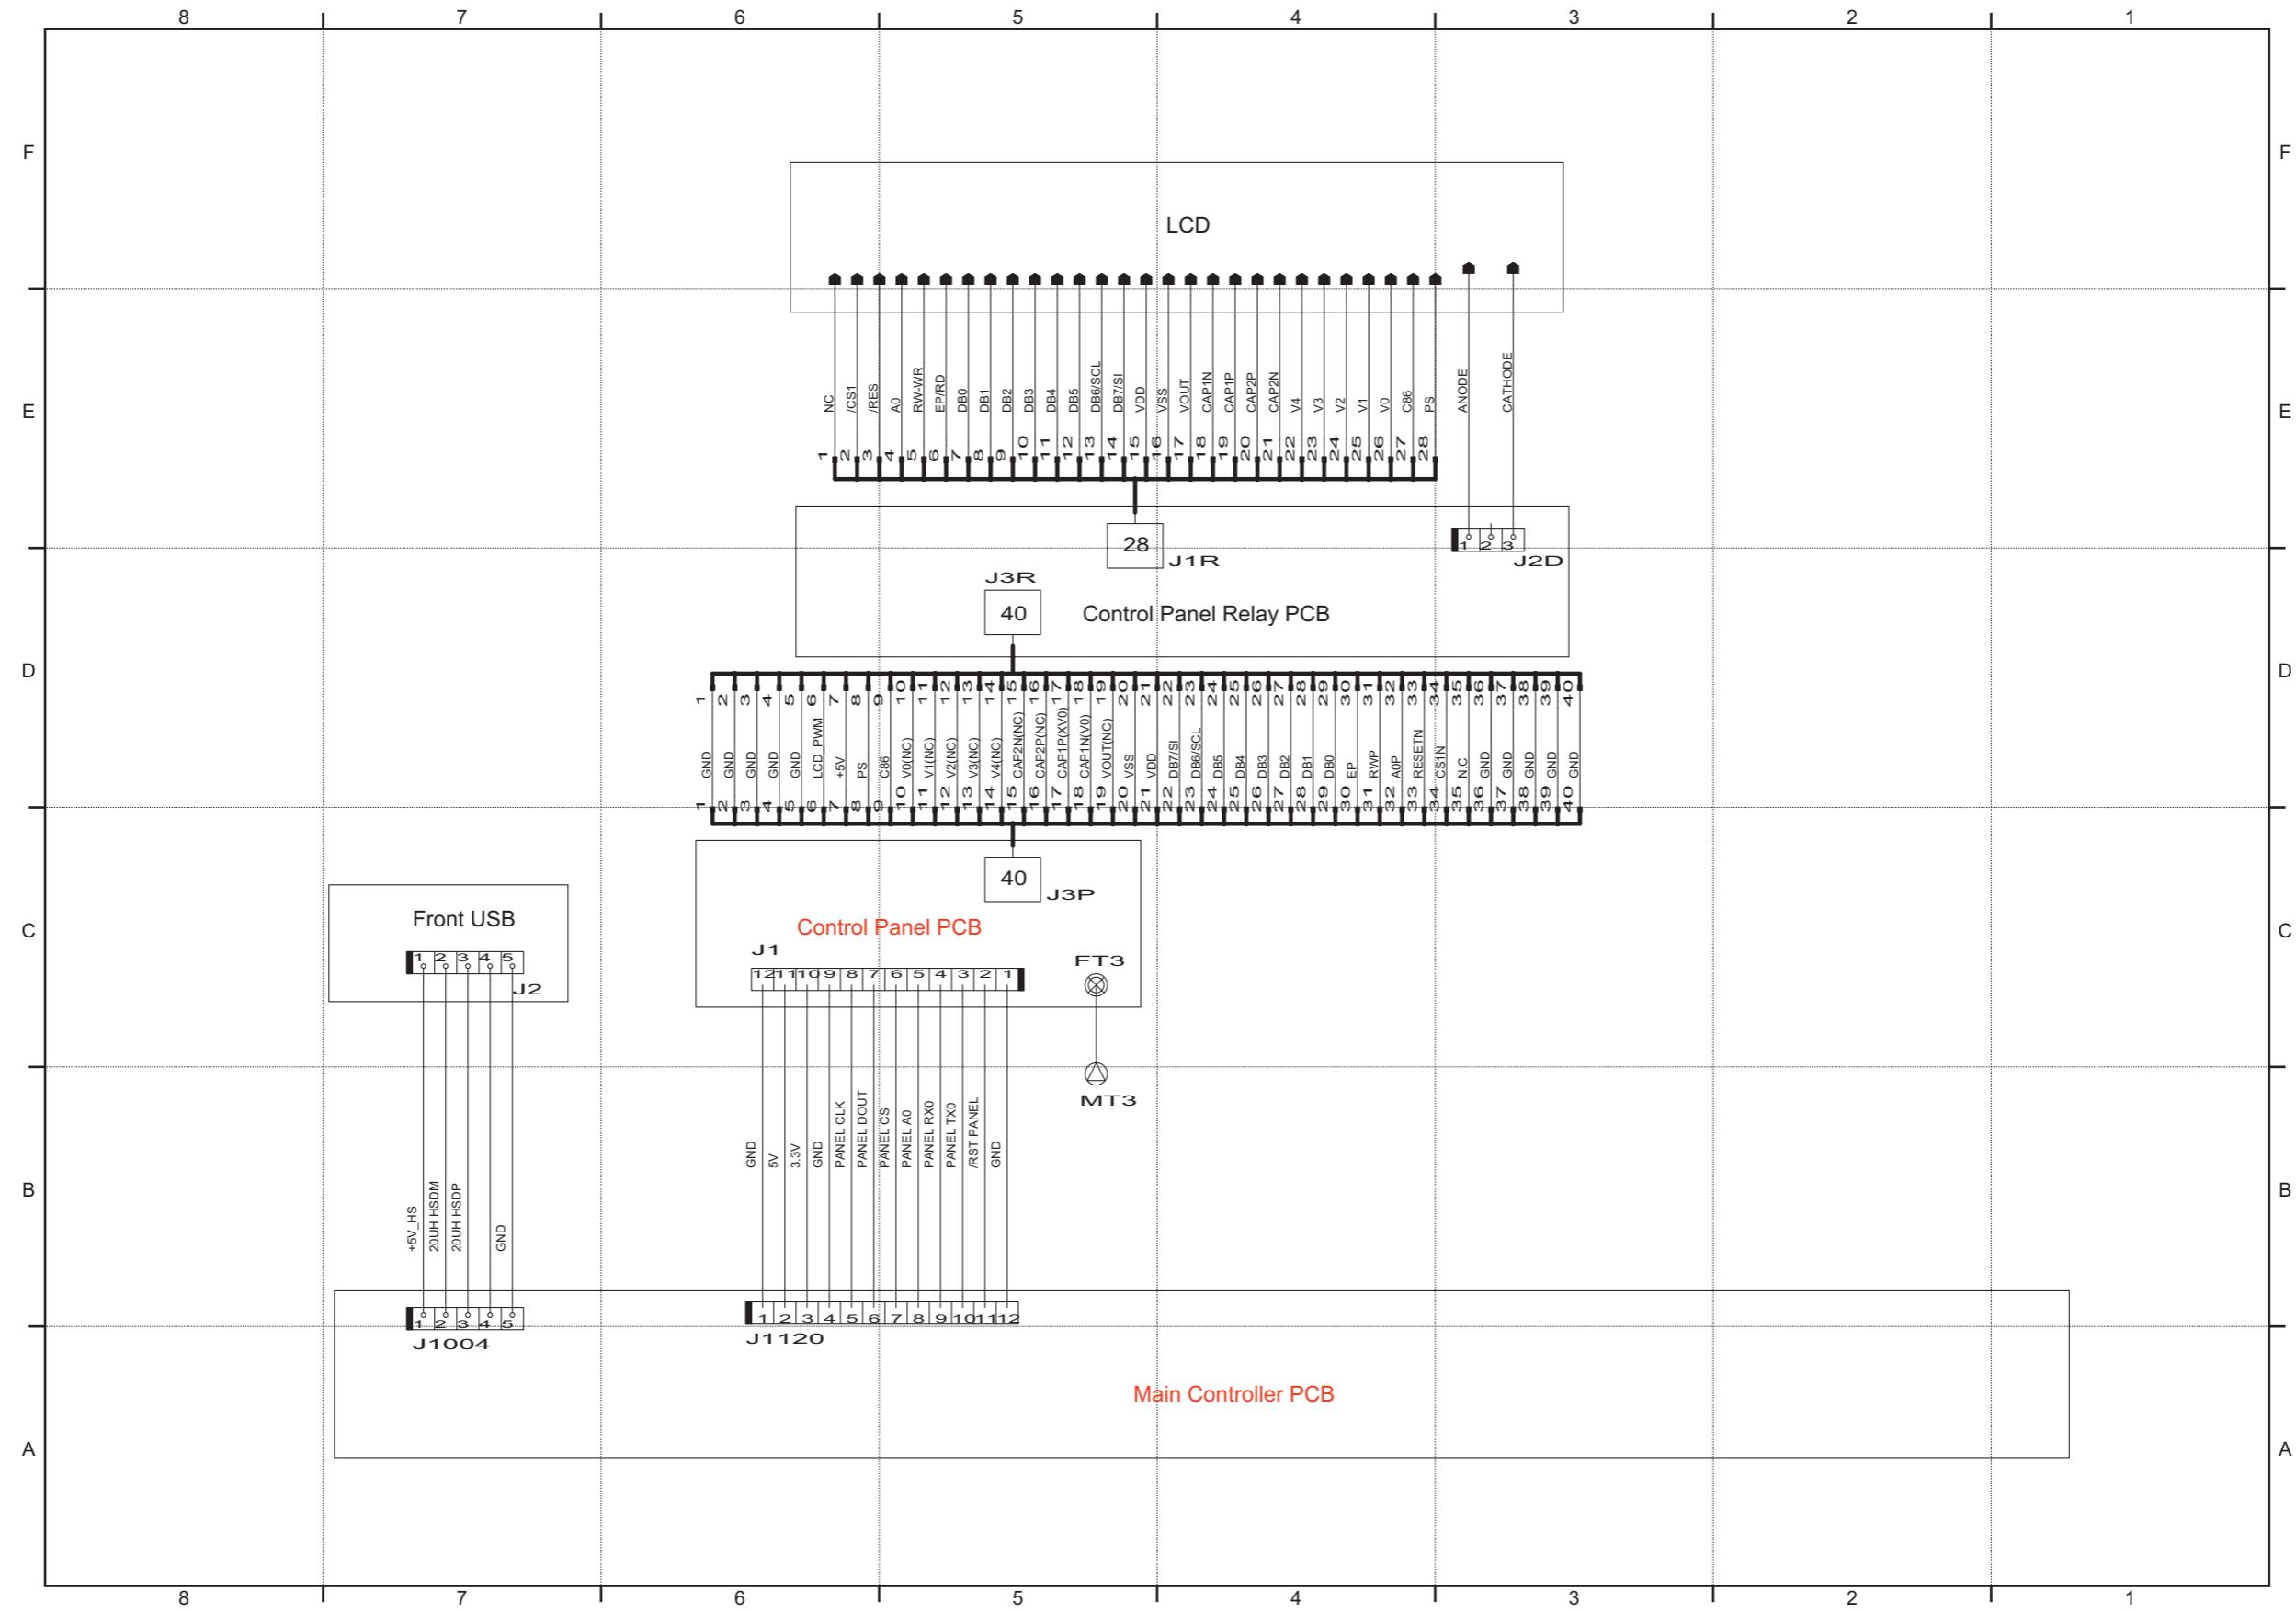 8 7 6 5 4 3 2 1
F F
LCD
E E
NC /CS1 /RES A0 RW-WR EP/RD DB0 DB1 DB2 DB3 DB4 DB5 DB6/SCL DB7/SI VDD VSS VOUT CAP1N CAP1P CAP2P CAP2N V4 V3 V2 V1 V0 C86 PS ANODE CATHODE
1 2 3 4 5 6 7 8 9 10 11 12 13 14 15 16 17 18 19 20 21 22 23 24 25 26 27 28
28 J1R
1 2 3
J2D
J3R
40
Control Panel Relay PCB
D D
1 2 3 4 5 6 7 8 9 10 11 12 13 14 15 16 17 18 19 20 21 22 23 24 25 26 27 28 29 30 31 32 33 34 35 36 37 38 39 40
GND GND GND GND GND LCD_PWM +5V PS C86 V0(NC) V1(NC) V2(NC) V3(NC) V4(NC) CAP2N(NC) CAP2P(NC) CAP1P(XV0) CAP1N(V0) VOUT(NC) VSS VDD DB7/SI DB6/SCL DB5 DB4 DB3 DB2 DB1 DB0 EP RWP A0P RESETN CS1N N.C GND GND GND GND GND
1 2 3 4 5 6 7 8 9 10 11 12 13 14 15 16 17 18 19 20 21 22 23 24 25 26 27 28 29 30 31 32 33 34 35 36 37 38 39 40
40 J3P
Front USB
Control Panel PCB
C C
1 2 3 4 5
J2
J1
12 11 10 9 8 7 6 5 4 3 2 1
FT3
MT3
GND 5V 3.3V GND PANEL CLK PANEL DOUT PANEL CS PANEL A0 PANEL RX0 PANEL TX0 /RST PANEL GND
B B
+5V_HS 20UH HSDM 20UH HSDP GND
1 2 3 4 5
J1004
1 2 3 4 5 6 7 8 9 10 11 12
J1120
Main Controller PCB
A A
8 7 6 5 4 3 2 1